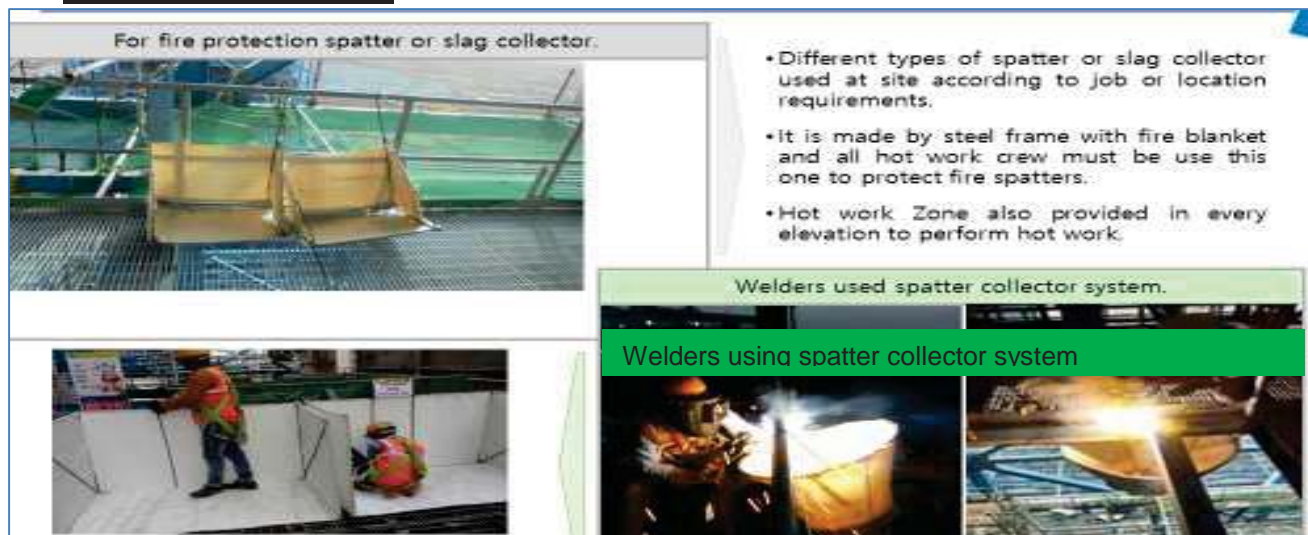 For fire protection spatter or slag collector.
•Different types of spatter or slag collector
used at site according to job or location
requirements.
•It is made by steel frame with fire blanket
and all hot work crew must be use this
one to protect fire spatters.
•Hot work Zone also provided in every
elevation to perform hot work.
Welders used spatter collector system.
Welders using spatter collector system